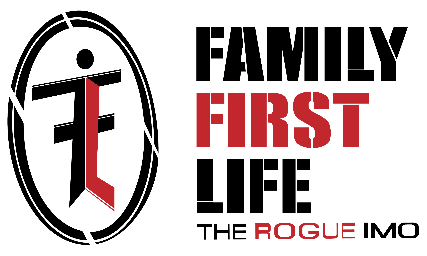 FAMILY
FIRST
LIFE
THE ROGUE IMO